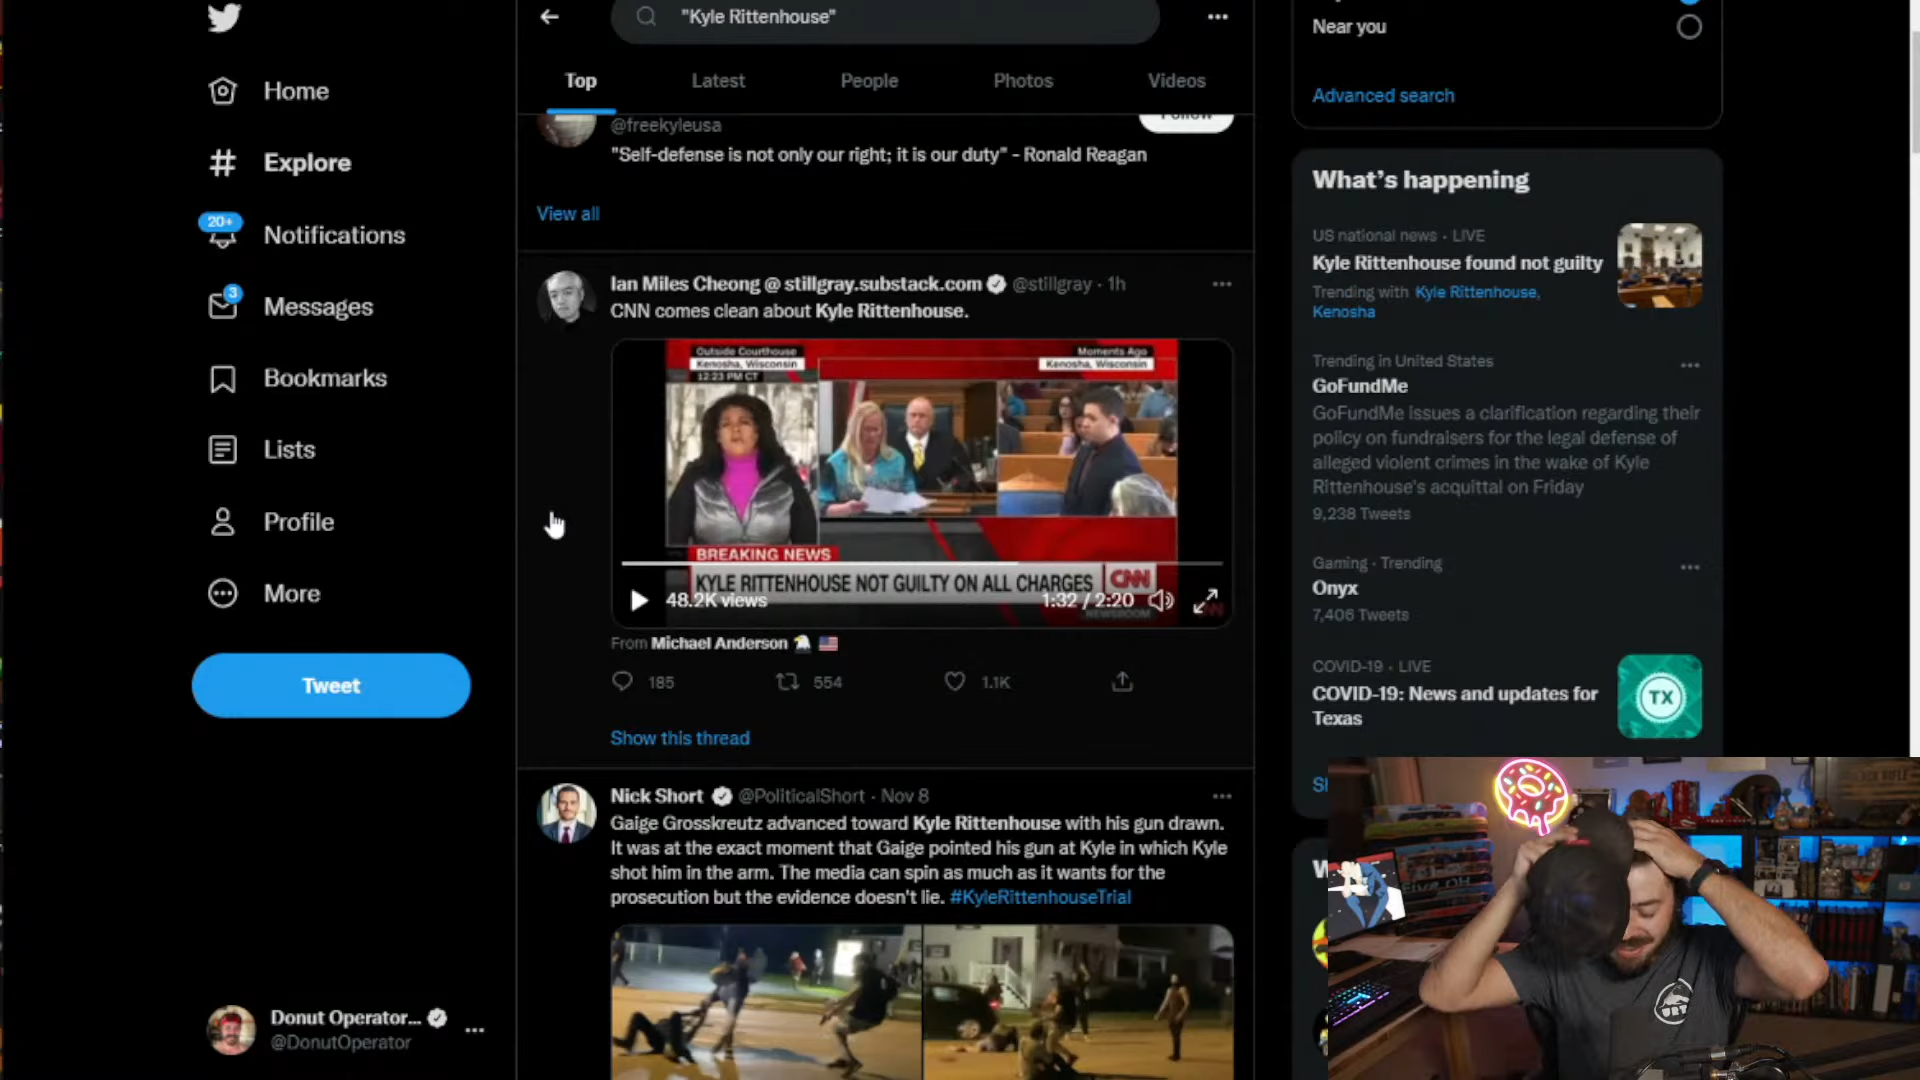 "Kyle Rittenhouse"
Near you
Home
Top
Latest
People
Photos
Videos
Advanced search
@freekyleusa
Follow
"Self-defense is not only our right; it is our duty" - Ronald Reagan
Explore
What's happening
View all
20+
Notifications
US national news · LIVE
Kyle Rittenhouse found not guilty
Trending with Kyle Rittenhouse,
Kenosha
Ian Miles Cheong @ stillgray.substack.com @stillgray · 1h
CNN comes clean about Kyle Rittenhouse.
3
Messages
Outside Courthouse
Kenosha, Wisconsin
12:23 PM CT
Moments Ago
Kenosha, Wisconsin
Trending in United States
GoFundMe
GoFundMe issues a clarification regarding their
policy on fundraisers for the legal defense of
alleged violent crimes in the wake of Kyle
Rittenhouse's acquittal on Friday
9,238 Tweets
Bookmarks
Lists
Profile
BREAKING NEWS
KYLE RITTENHOUSE NOT GUILTY ON ALL CHARGES
CNN
NEWSROOM
48.2K views
1:32 / 2:20
Gaming · Trending
Onyx
7,406 Tweets
More
From Michael Anderson
185
554
1.1K
COVID-19 · LIVE
COVID-19: News and updates for
Texas
TX
Tweet
Show this thread
Nick Short @PoliticalShort · Nov 8
Gaige Grosskreutz advanced toward Kyle Rittenhouse with his gun drawn.
It was at the exact moment that Gaige pointed his gun at Kyle in which Kyle
shot him in the arm. The media can spin as much as it wants for the
prosecution but the evidence doesn't lie. #KyleRittenhouseTrial
Donut Operator...
@DonutOperator